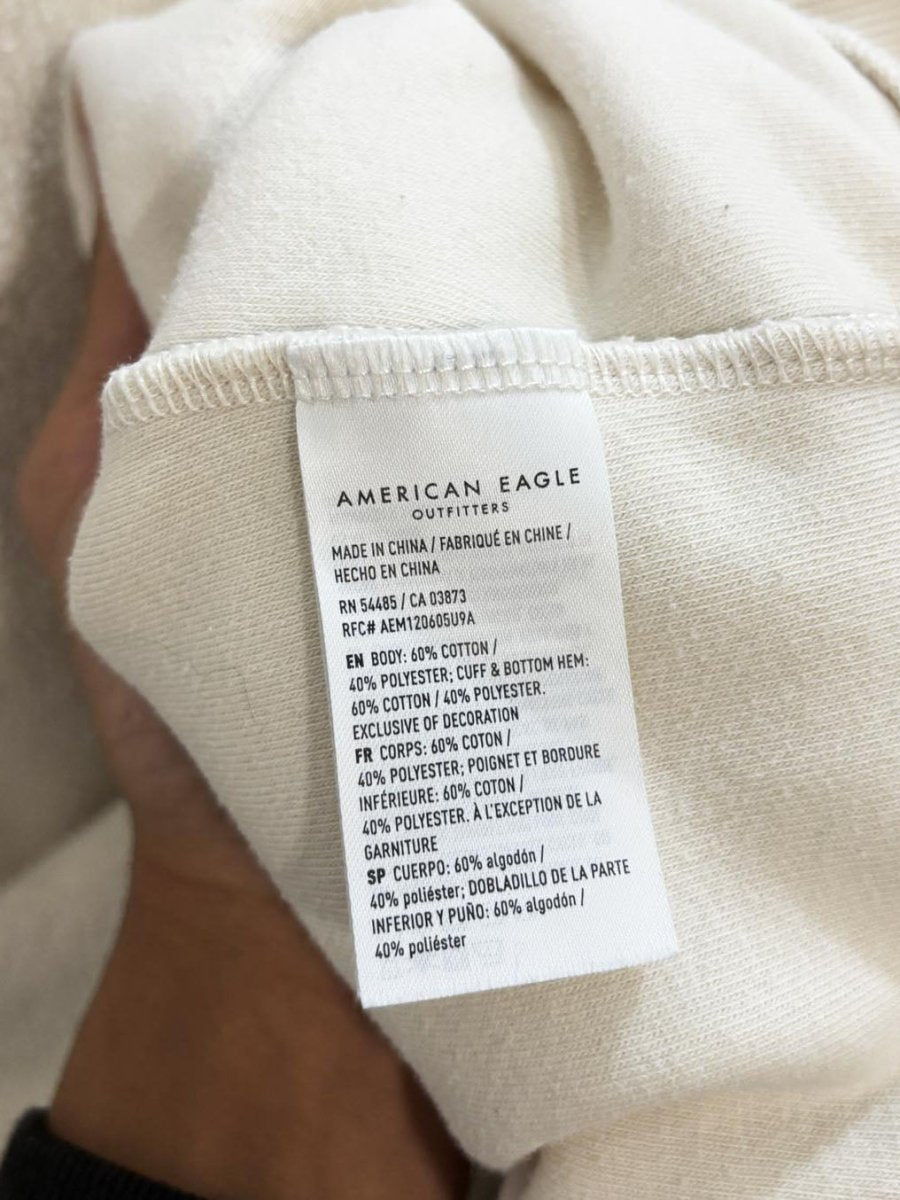 AMERICAN EAGLE
OUTFITTERS
MADE IN CHINA / FABRIQUÉ EN CHINE /
HECHO EN CHINA
RN 54485 / CA 03873
RFC# AEM120605U9A
EN BODY: 60% COTTON /
40% POLYESTER; CUFF & BOTTOM HEM:
60% COTTON / 40% POLYESTER.
EXCLUSIVE OF DECORATION
FR CORPS: 60% COTON /
40% POLYESTER; POIGNET ET BORDURE
INFÉRIEURE: 60% COTON /
40% POLYESTER. À L'EXCEPTION DE LA
GARNITURE
SP CUERPO: 60% algodón /
40% poliéster; DOBLADILLO DE LA PARTE
INFERIOR Y PUÑO: 60% algodón /
40% poliéster